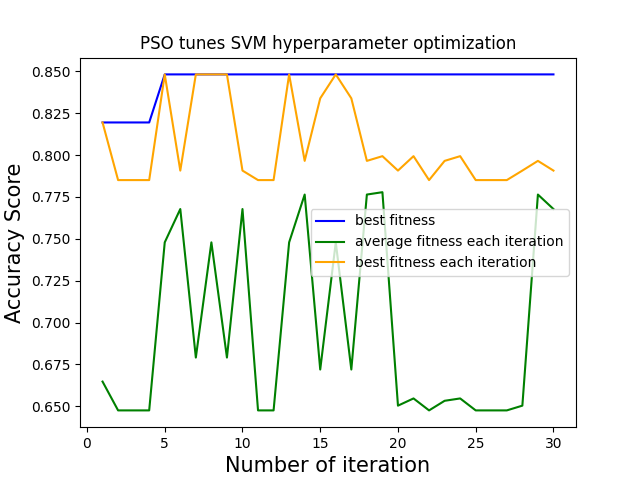 PSO tunes SVM hyperparameter optimization
Accuracy Score
0.850
0.825
0.800
0.775
0.750
0.725
0.700
0.675
0.650
best fitness
average fitness each iteration
best fitness each iteration
0 5 10 15 20 25 30
Number of iteration